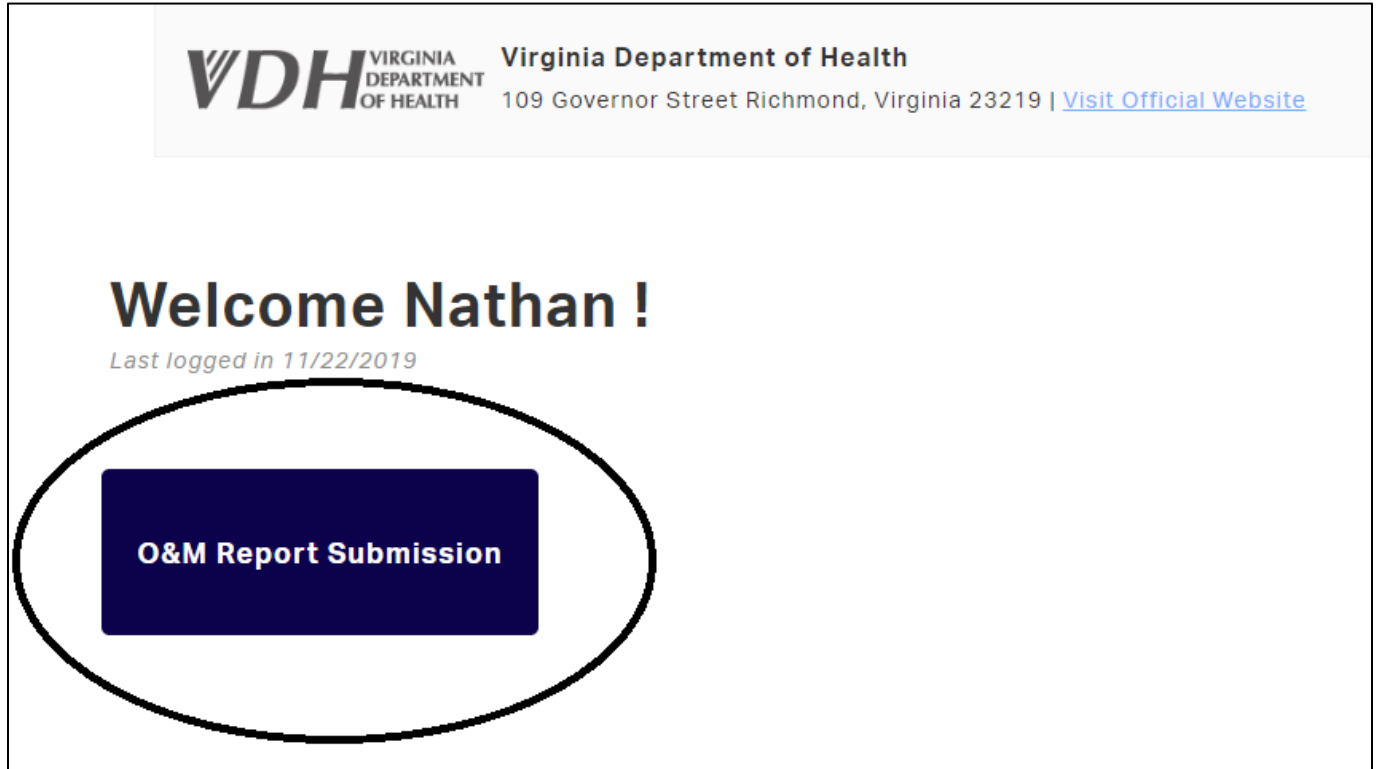 VDH VIRGINIA DEPARTMENT OF HEALTH
Virginia Department of Health
109 Governor Street Richmond, Virginia 23219 | Visit Official Website
Welcome Nathan !
Last logged in 11/22/2019
O&M Report Submission